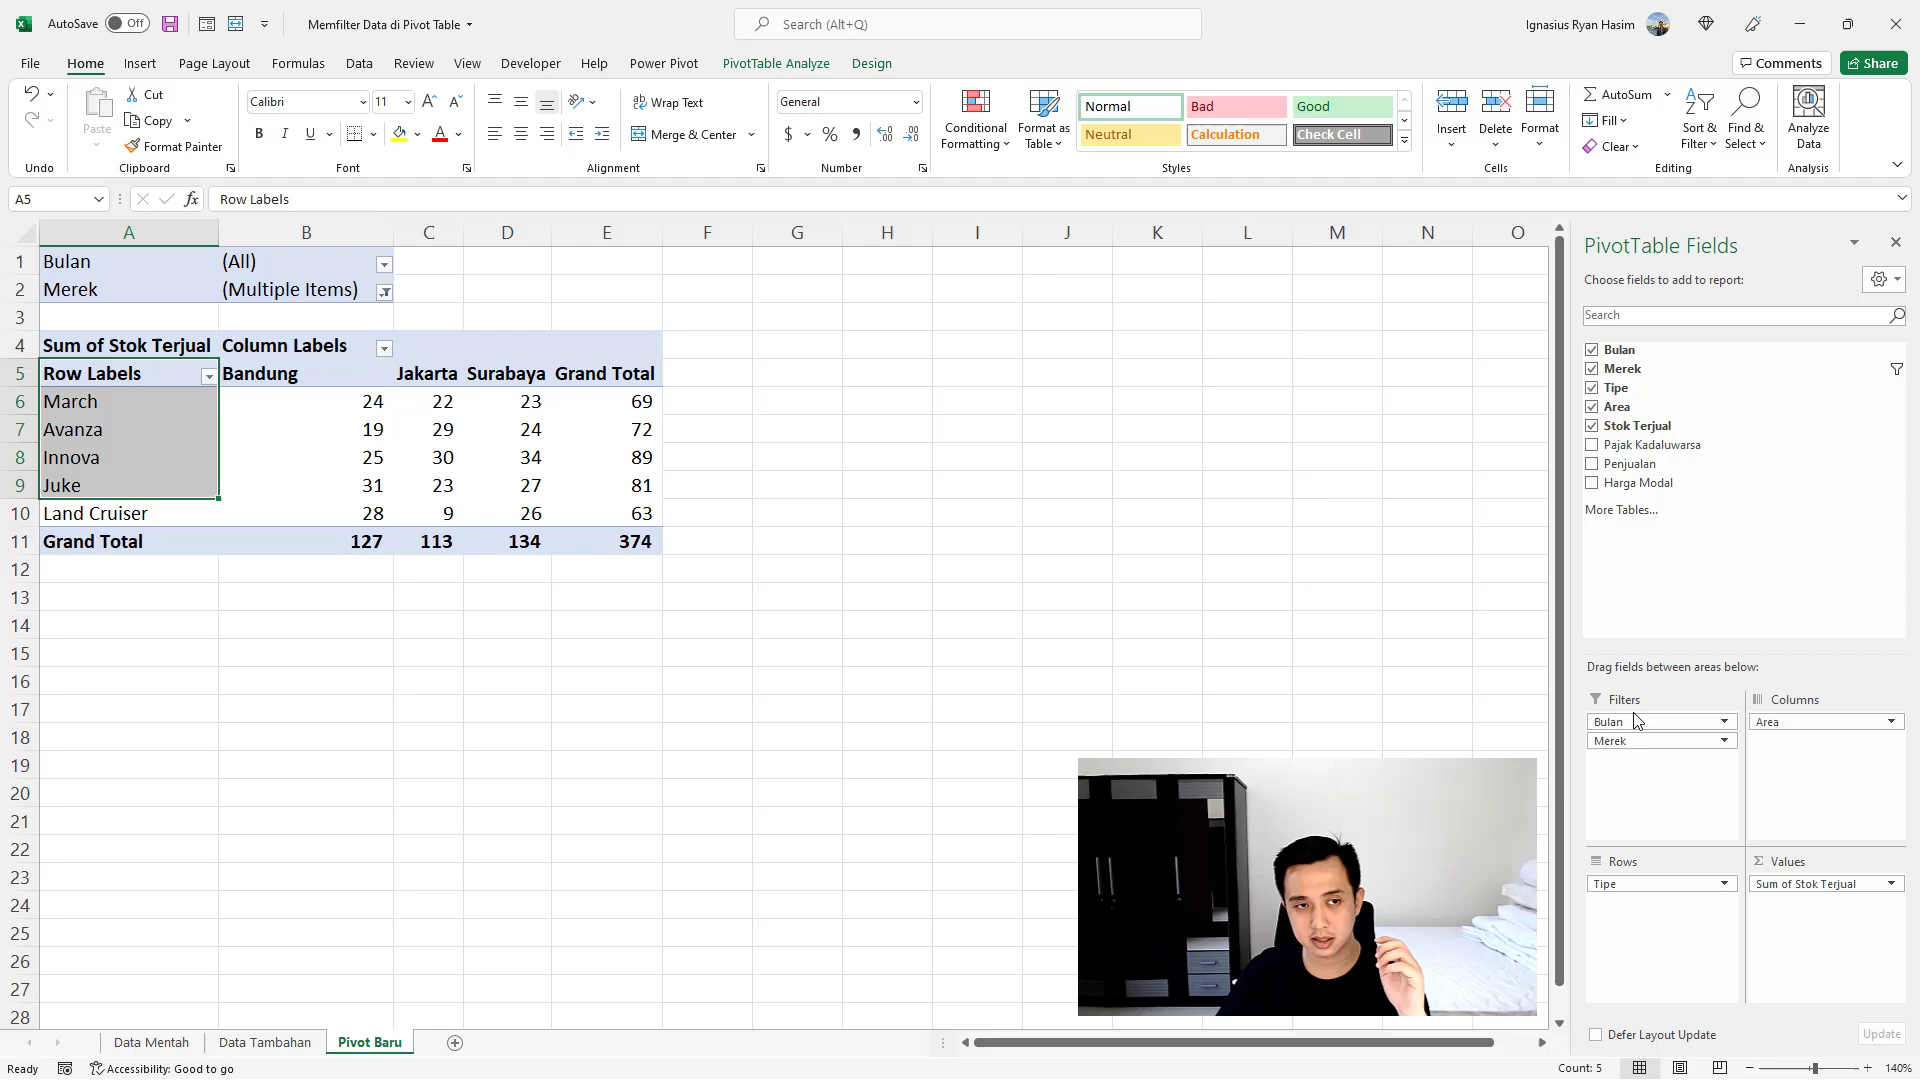 AutoSave Off Memfilter Data di Pivot Table Search (Alt+Q) Ignasius Ryan Hasim
File Home Insert Page Layout Formulas Data Review View Developer Help Power Pivot PivotTable Analyze Design Comments Share
Cut
Copy
Format Painter
Paste
Undo
Clipboard
Calibri 11
B I U A
Font
Wrap Text
Merge & Center
Alignment
General
$ % ,
Number
Conditional Formatting
Format as Table
Normal Bad Good
Neutral Calculation Check Cell
Styles
Insert Delete Format
Cells
AutoSum
Fill
Clear
Sort & Filter
Find & Select
Editing
Analyze Data
Analysis
A5 fx Row Labels
A B C D E F G H I J K L M N O
1 Bulan (All)
2 Merek (Multiple Items)
3
4 Sum of Stok Terjual Column Labels
5 Row Labels Bandung Jakarta Surabaya Grand Total
6 March 24 22 23 69
7 Avanza 19 29 24 72
8 Innova 25 30 34 89
9 Juke 31 23 27 81
10 Land Cruiser 28 9 26 63
11 Grand Total 127 113 134 374
12
13
14
15
16
17
18
19
20
21
22
23
24
25
26
27
28
PivotTable Fields
Choose fields to add to report:
Search
Bulan
Merek
Tipe
Area
Stok Terjual
Pajak Kadaluwarsa
Penjualan
Harga Modal
More Tables...
Drag fields between areas below:
Filters Columns
Bulan Area
Merek
Rows Values
Tipe Sum of Stok Terjual
Defer Layout Update Update
Data Mentah Data Tambahan Pivot Baru
Ready Accessibility: Good to go Count: 5 140%